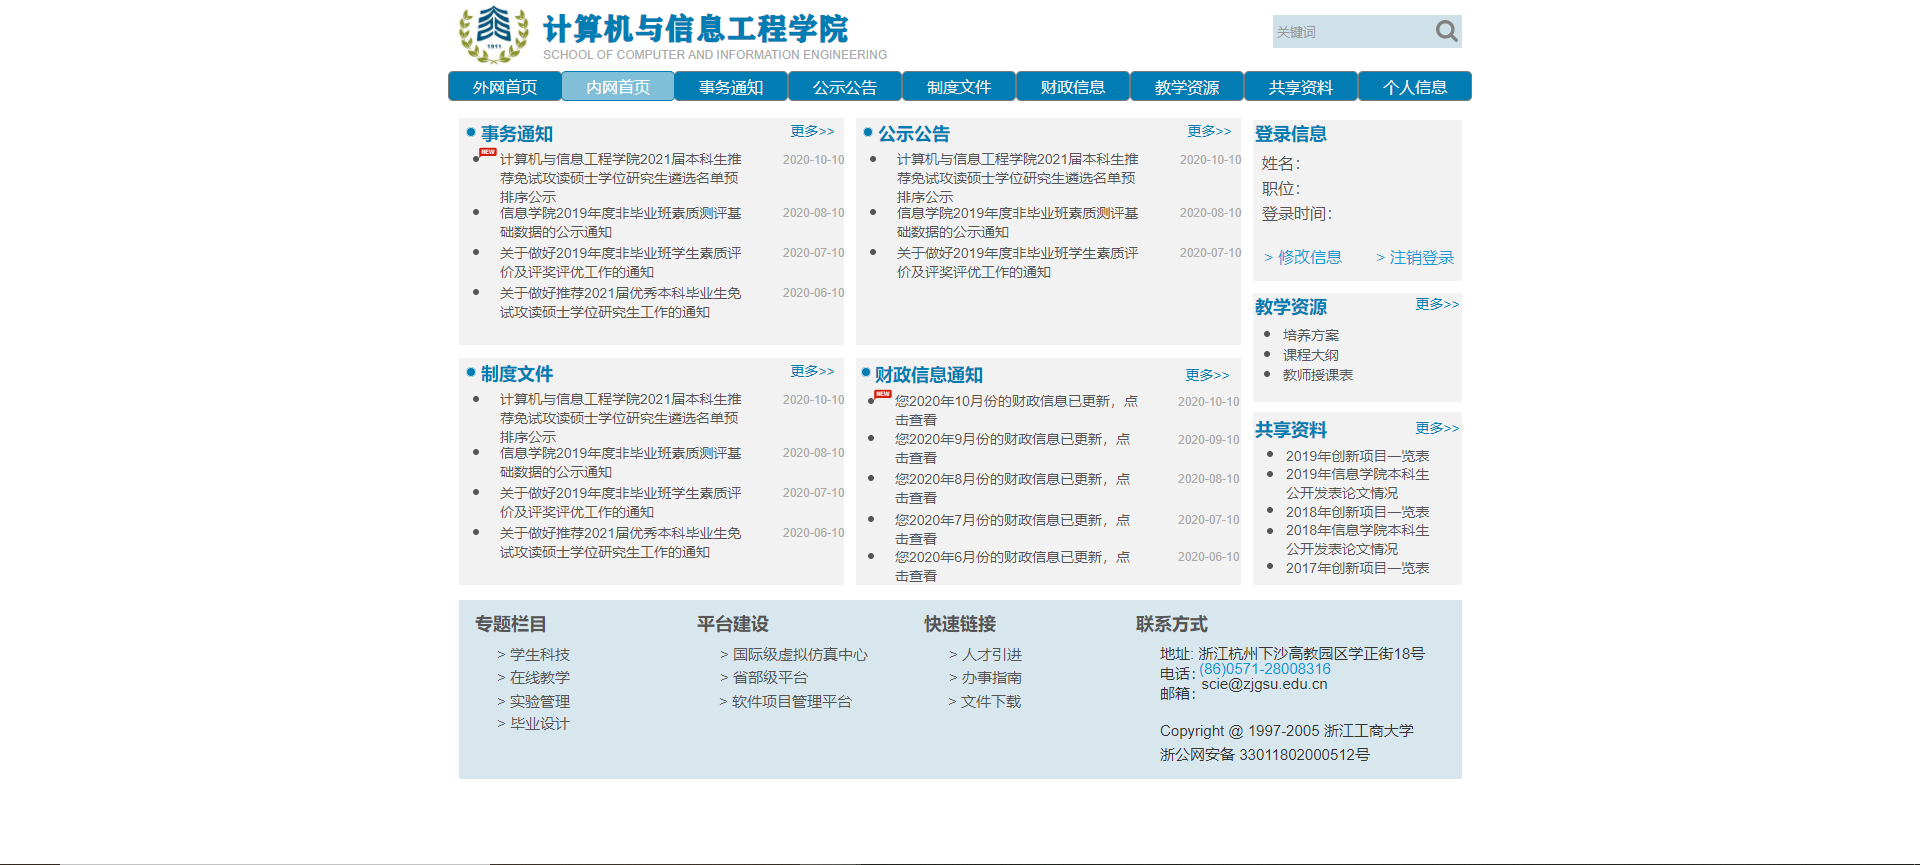 计算机与信息工程学院
SCHOOL OF COMPUTER AND INFORMATION ENGINEERING
1911
关键词
外网首页 内网首页 事务通知 公示公告 制度文件 财政信息 教学资源 共享资料 个人信息
事务通知 更多>>
NEW
计算机与信息工程学院2021届本科生推 2020-10-10
荐免试攻读硕士学位研究生遴选名单预
排序公示
信息学院2019年度非毕业班素质测评基 2020-08-10
础数据的公示通知
关于做好2019年度非毕业班学生素质评 2020-07-10
价及评奖评优工作的通知
关于做好推荐2021届优秀本科毕业生免 2020-06-10
试攻读硕士学位研究生工作的通知
公示公告 更多>>
计算机与信息工程学院2021届本科生推 2020-10-10
荐免试攻读硕士学位研究生遴选名单预
排序公示
信息学院2019年度非毕业班素质测评基 2020-08-10
础数据的公示通知
关于做好2019年度非毕业班学生素质评 2020-07-10
价及评奖评优工作的通知
登录信息
姓名：
职位：
登录时间：
> 修改信息 > 注销登录
教学资源 更多>>
培养方案
课程大纲
教师授课表
制度文件 更多>>
计算机与信息工程学院2021届本科生推 2020-10-10
荐免试攻读硕士学位研究生遴选名单预
排序公示
信息学院2019年度非毕业班素质测评基 2020-08-10
础数据的公示通知
关于做好2019年度非毕业班学生素质评 2020-07-10
价及评奖评优工作的通知
关于做好推荐2021届优秀本科毕业生免 2020-06-10
试攻读硕士学位研究生工作的通知
财政信息通知 更多>>
NEW
您2020年10月份的财政信息已更新，点 2020-10-10
击查看
您2020年9月份的财政信息已更新，点 2020-09-10
击查看
您2020年8月份的财政信息已更新，点 2020-08-10
击查看
您2020年7月份的财政信息已更新，点 2020-07-10
击查看
您2020年6月份的财政信息已更新，点 2020-06-10
击查看
共享资料 更多>>
2019年创新项目一览表
2019年信息学院本科生
公开发表论文情况
2018年创新项目一览表
2018年信息学院本科生
公开发表论文情况
2017年创新项目一览表
专题栏目
> 学生科技
> 在线教学
> 实验管理
> 毕业设计
平台建设
> 国际级虚拟仿真中心
> 省部级平台
> 软件项目管理平台
快速链接
> 人才引进
> 办事指南
> 文件下载
联系方式
地址: 浙江杭州下沙高教园区学正街18号
电话：(86)0571-28008316
邮箱：scie@zjgsu.edu.cn
Copyright @ 1997-2005 浙江工商大学
浙公网安备 33011802000512号